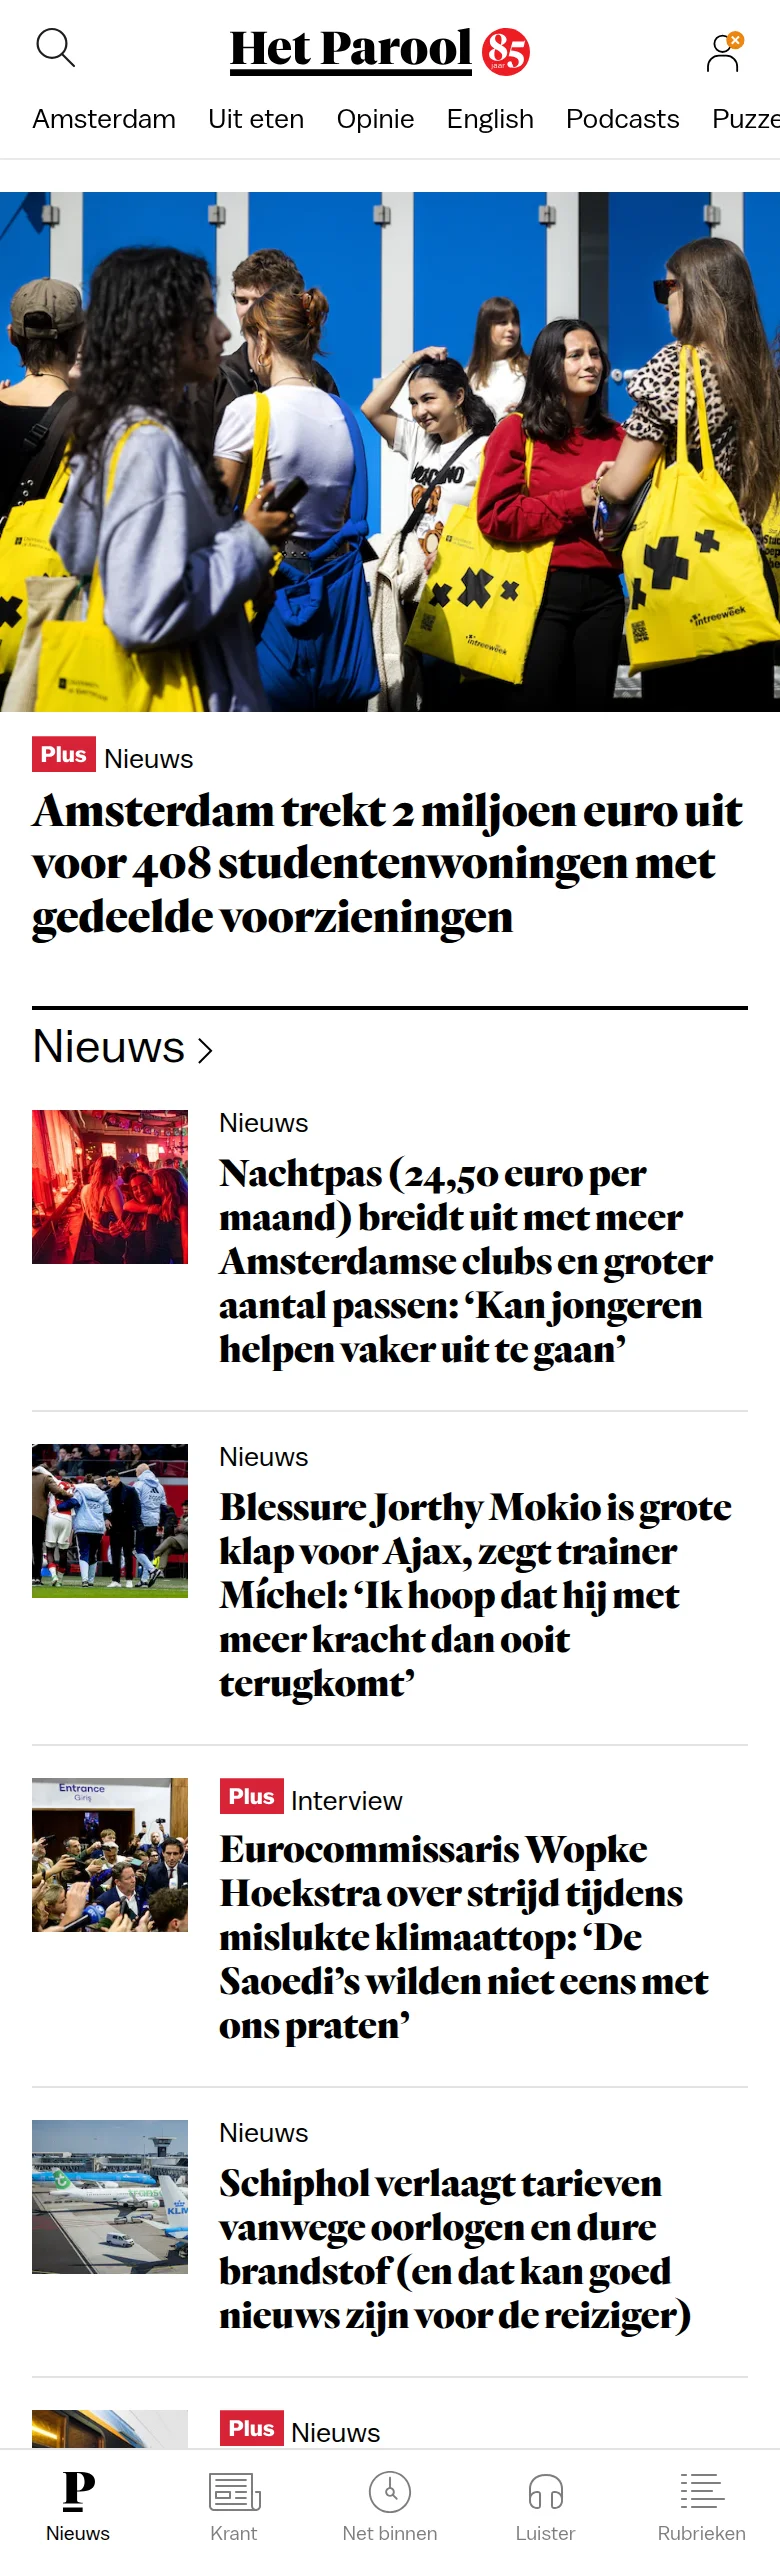 Het Parool 85 jaar
Amsterdam Uit eten Opinie English Podcasts Puzze
intreeweek
intreeweek
Plus Nieuws
Amsterdam trekt 2 miljoen euro uit
voor 408 studentenwoningen met
gedeelde voorzieningen
Nieuws
Nieuws
Nachtpas (24,50 euro per
maand) breidt uit met meer
Amsterdamse clubs en groter
aantal passen: ‘Kan jongeren
helpen vaker uit te gaan’
Nieuws
Blessure Jorthy Mokio is grote
klap voor Ajax, zegt trainer
Míchel: ‘Ik hoop dat hij met
meer kracht dan ooit
terugkomt’
Entrance
Giriş
Plus Interview
Eurocommissaris Wopke
Hoekstra over strijd tijdens
mislukte klimaattop: ‘De
Saoedi’s wilden niet eens met
ons praten’
KLM
Nieuws
Schiphol verlaagt tarieven
vanwege oorlogen en dure
brandstof (en dat kan goed
nieuws zijn voor de reiziger)
Plus Nieuws
P
Nieuws Krant Net binnen Luister Rubrieken